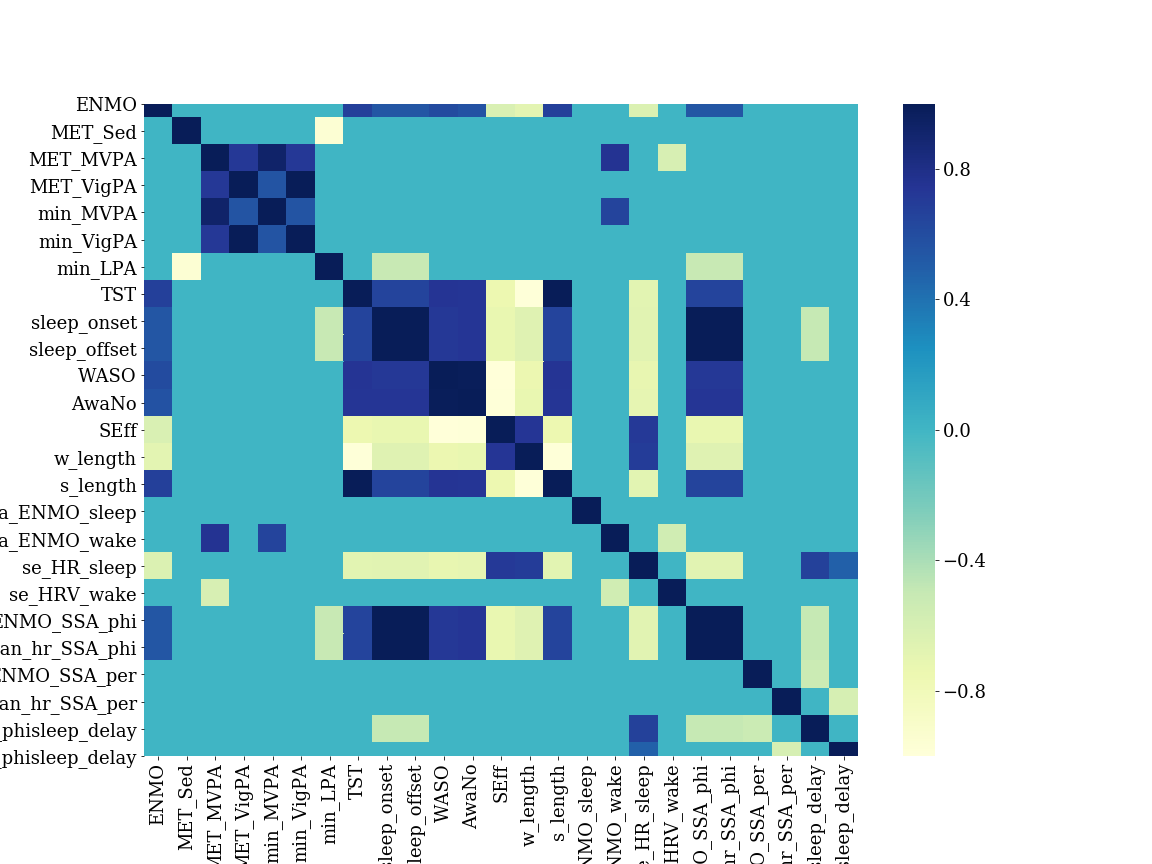 ENMO
MET_Sed
MET_MVPA
MET_VigPA
min_MVPA
min_VigPA
min_LPA
TST
sleep_onset
sleep_offset
WASO
AwaNo
SEff
w_length
s_length
a_ENMO_sleep
a_ENMO_wake
se_HR_sleep
se_HRV_wake
ENMO_SSA_phi
an_hr_SSA_phi
ENMO_SSA_per
an_hr_SSA_per
_phisleep_delay
_phisleep_delay
0.8
0.4
0.0
−0.4
−0.8
ENMO
MET_Sed
MET_MVPA
MET_VigPA
min_MVPA
min_VigPA
min_LPA
TST
sleep_onset
leep_offset
WASO
AwaNo
SEff
w_length
s_length
NMO_sleep
NMO_wake
e_HR_sleep
HRV_wake
O_SSA_phi
hr_SSA_phi
O_SSA_per
hr_SSA_per
sleep_delay
sleep_delay